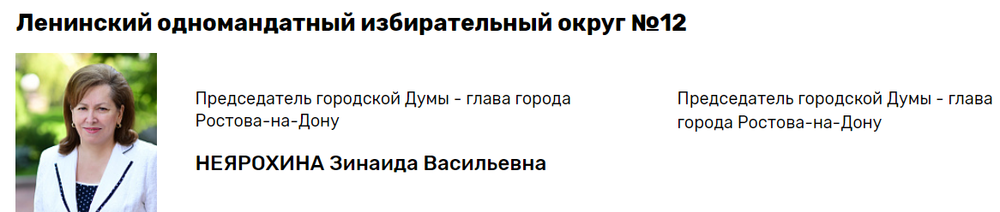 Ленинский одномандатный избирательный округ №12
Председатель городской Думы - глава города
Ростова-на-Дону
НЕЯРОХИНА Зинаида Васильевна
Председатель городской Думы - глава
города Ростова-на-Дону